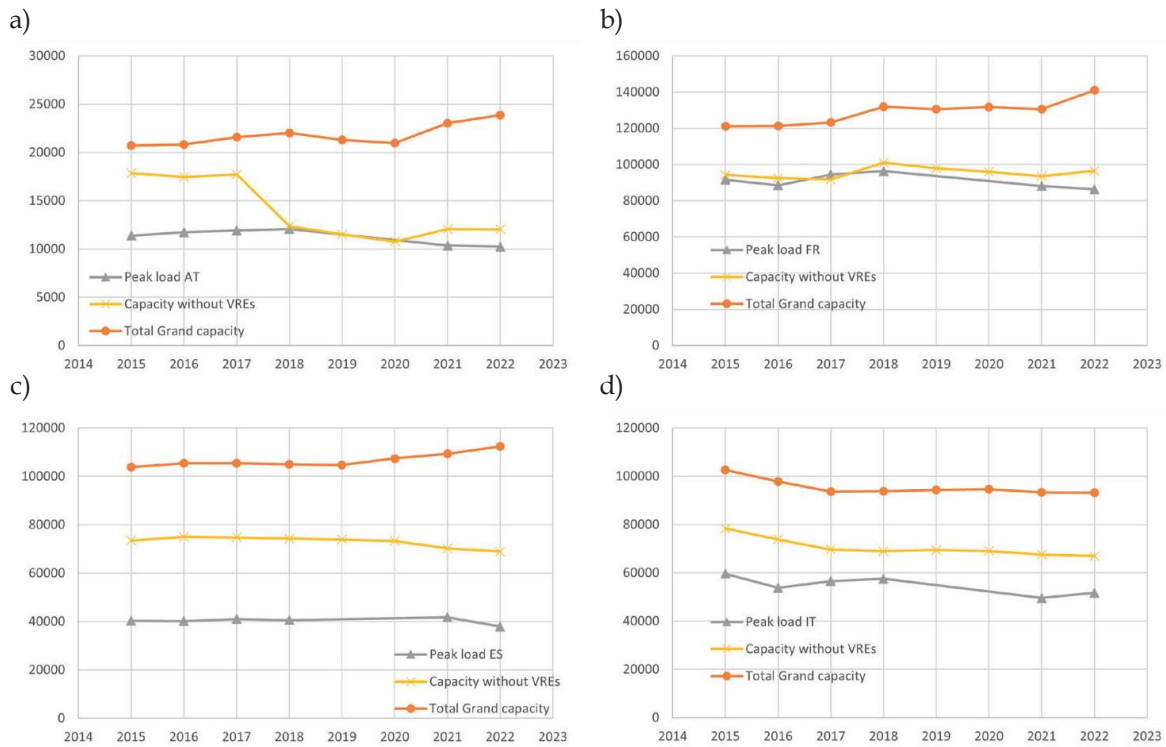 a)
30000
25000
20000
15000
10000
5000
0
Peak load AT
Capacity without VREs
Total Grand capacity
2014 2015 2016 2017 2018 2019 2020 2021 2022 2023
b)
160000
140000
120000
100000
80000
60000
40000
20000
0
Peak load FR
Capacity without VREs
Total Grand capacity
2014 2015 2016 2017 2018 2019 2020 2021 2022 2023
c)
120000
100000
80000
60000
40000
20000
0
Peak load ES
Capacity without VREs
Total Grand capacity
2014 2015 2016 2017 2018 2019 2020 2021 2022 2023
d)
120000
100000
80000
60000
40000
20000
0
Peak load IT
Capacity without VREs
Total Grand capacity
2014 2015 2016 2017 2018 2019 2020 2021 2022 2023